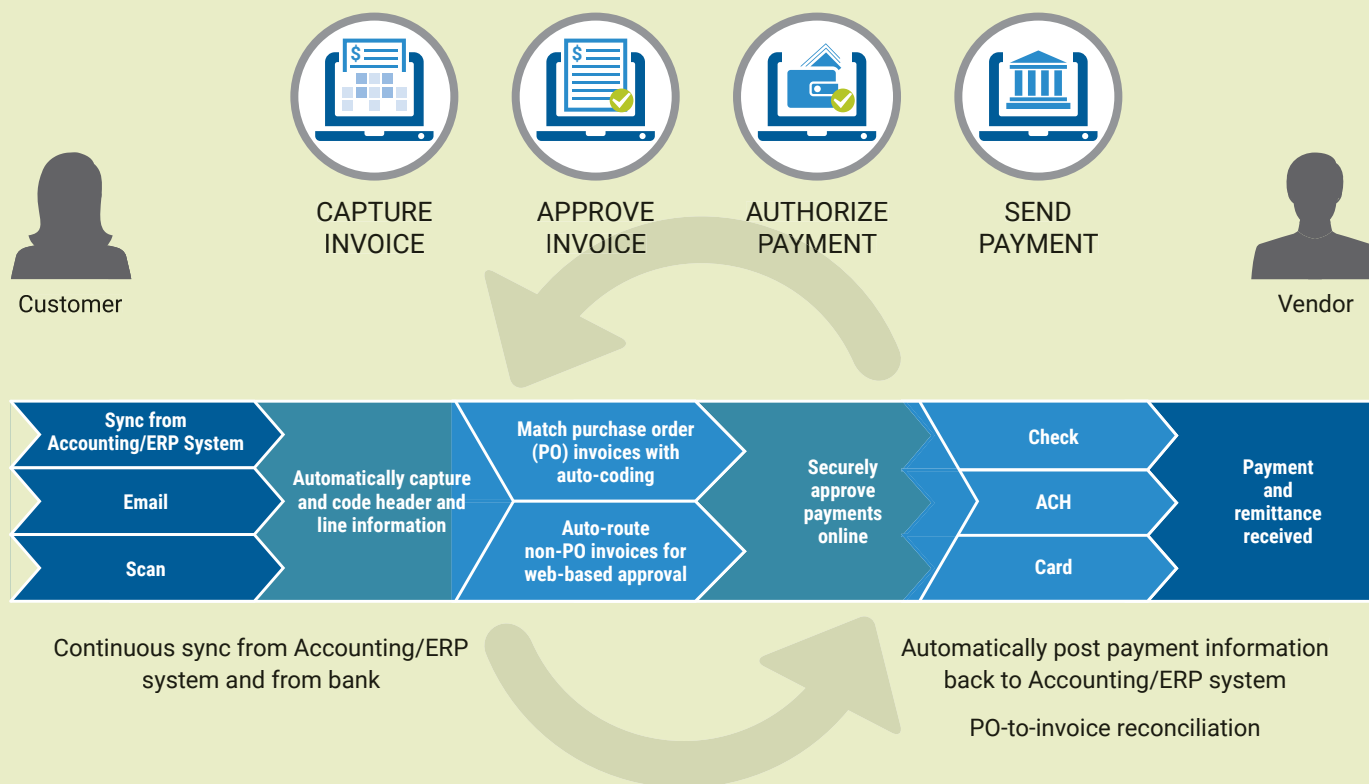 $
$
CAPTURE
INVOICE
APPROVE
INVOICE
AUTHORIZE
PAYMENT
SEND
PAYMENT
Customer
Vendor
Sync from
Accounting/ERP System
Email
Scan
Automatically capture
and code header and
line information
Match purchase order
(PO) invoices with
auto-coding
Auto-route
non-PO invoices for
web-based approval
Securely
approve
payments
online
Check
ACH
Card
Payment
and
remittance
received
Continuous sync from Accounting/ERP
system and from bank
Automatically post payment information
back to Accounting/ERP system
PO-to-invoice reconciliation